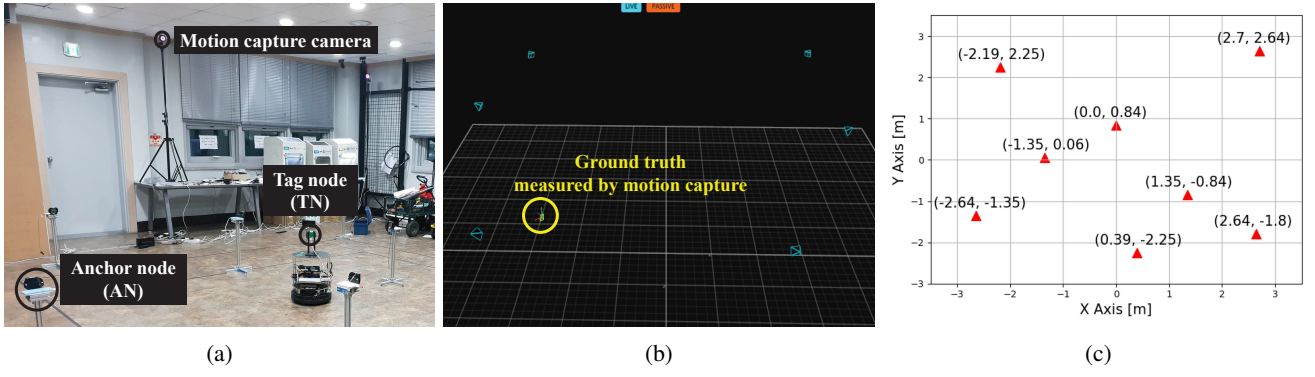 Motion capture camera
Tag node
(TN)
Anchor node
(AN)
(a)
LIVE PASSIVE
Ground truth
measured by motion capture
(b)
Y Axis [m]
3
2
1
0
−1
−2
−3
(-2.19, 2.25)
(2.7, 2.64)
(0.0, 0.84)
(-1.35, 0.06)
(1.35, -0.84)
(-2.64, -1.35)
(2.64, -1.8)
(0.39, -2.25)
−3 −2 −1 0 1 2 3
X Axis [m]
(c)